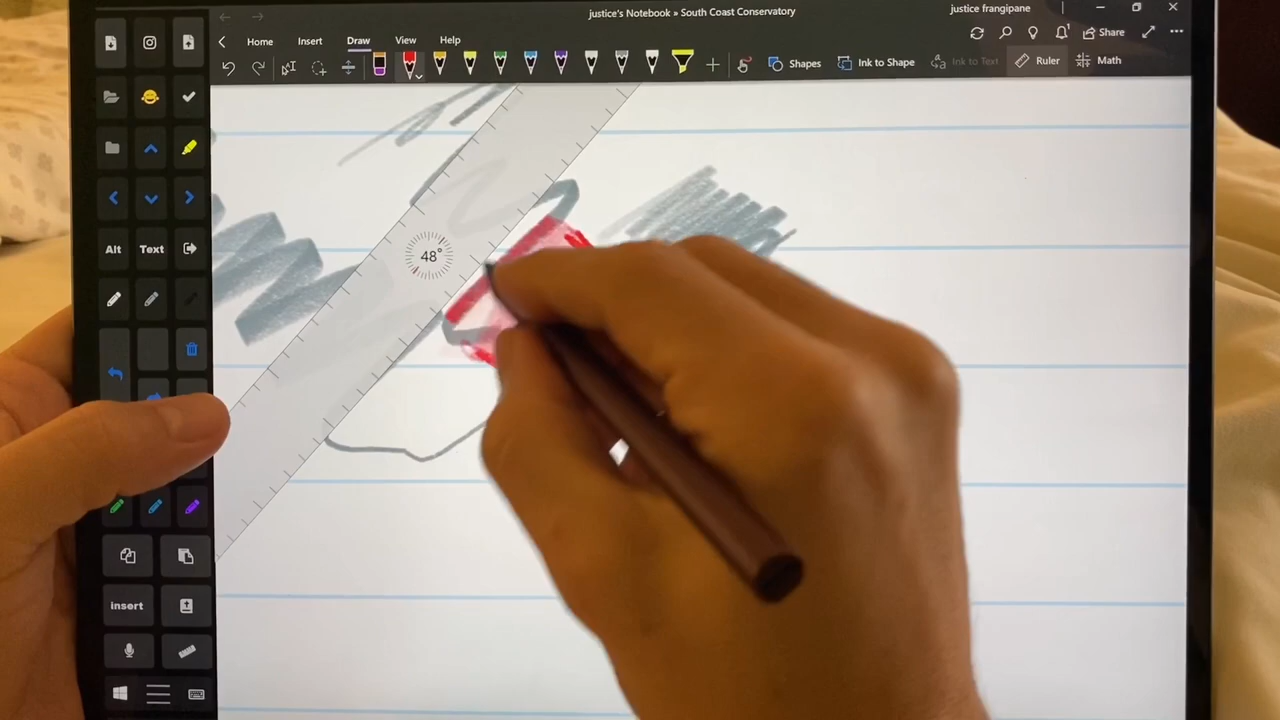 justice's Notebook » South Coast Conservatory
justice frangipane
Home Insert Draw View Help
Share
Shapes Ink to Shape Ink to Text Ruler Math
48°
Alt Text
insert